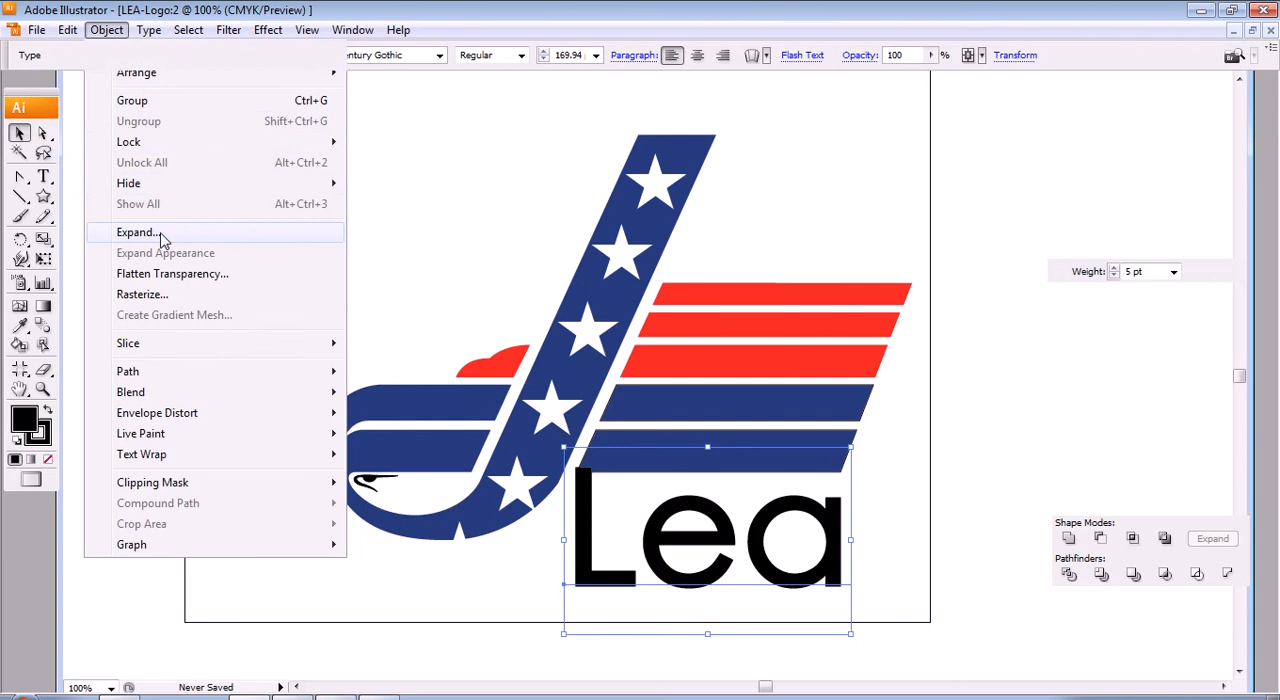 Adobe Illustrator - [LEA-Logo:2 @ 100% (CMYK/Preview) ]
File Edit Object Type Select Filter Effect View Window Help
Type
entury Gothic Regular 169.94 Paragraph: Flash Text Opacity: 100 % Transform
Arrange
Group Ctrl+G
Ungroup Shift+Ctrl+G
Lock
Unlock All Alt+Ctrl+2
Hide
Show All Alt+Ctrl+3
Expand...
Expand Appearance
Flatten Transparency...
Rasterize...
Create Gradient Mesh...
Slice
Path
Blend
Envelope Distort
Live Paint
Text Wrap
Clipping Mask
Compound Path
Crop Area
Graph
Ai
Weight: 5 pt
Lea
Shape Modes:
Expand
Pathfinders:
100% Never Saved